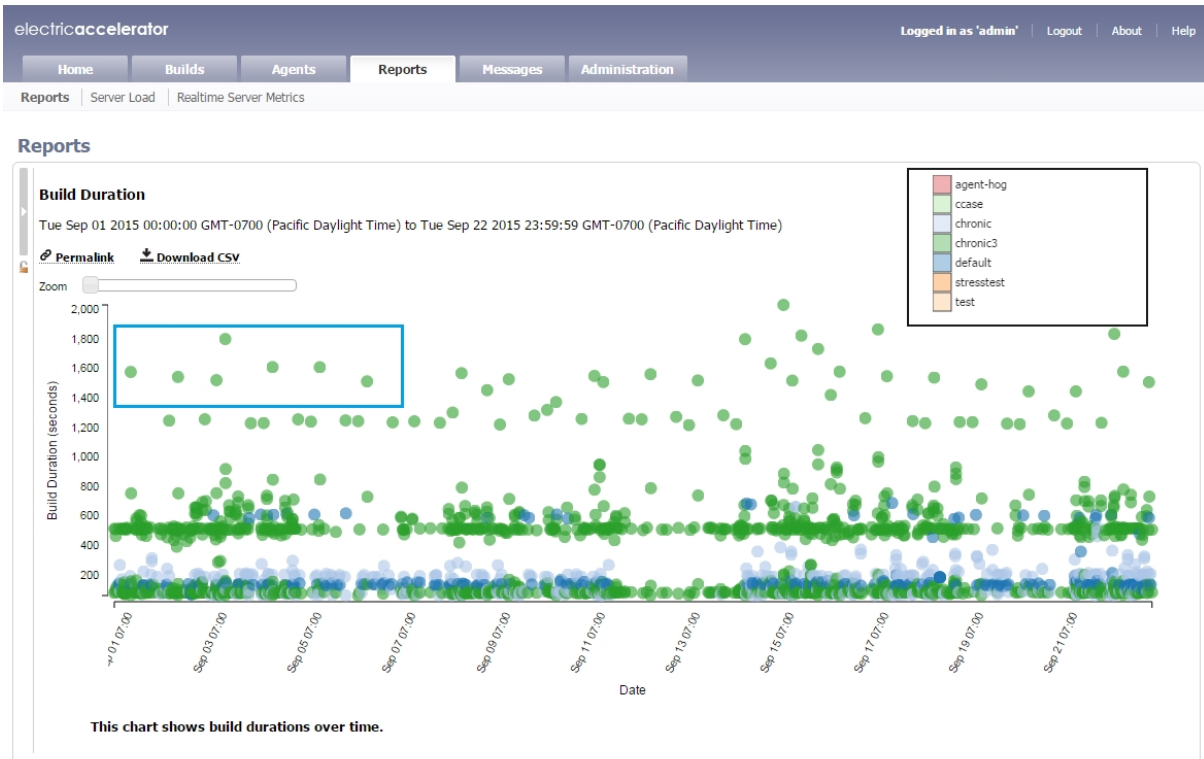 electricaccelerator
Logged in as 'admin' Logout About Help
Home Builds Agents Reports Messages Administration
Reports Server Load Realtime Server Metrics
Reports
Build Duration
Tue Sep 01 2015 00:00:00 GMT-0700 (Pacific Daylight Time) to Tue Sep 22 2015 23:59:59 GMT-0700 (Pacific Daylight Time)
Permalink Download CSV
Zoom
agent-hog
ccase
chronic
chronic3
default
stresstest
test
2,000
1,800
1,600
1,400
1,200
1,000
800
600
400
200
Build Duration (seconds)
01 07:00
Sep 03 07:00
Sep 05 07:00
Sep 07 07:00
Sep 09 07:00
Sep 11 07:00
Sep 13 07:00
Sep 15 07:00
Sep 17 07:00
Sep 19 07:00
Sep 21 07:00
Date
This chart shows build durations over time.